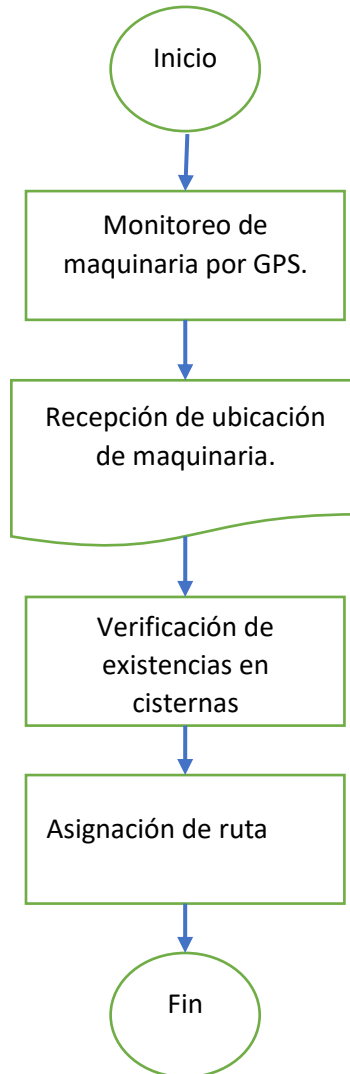 Inicio
Monitoreo de
maquinaria por GPS.
Recepción de ubicación
de maquinaria.
Verificación de
existencias en
cisternas
Asignación de ruta
Fin